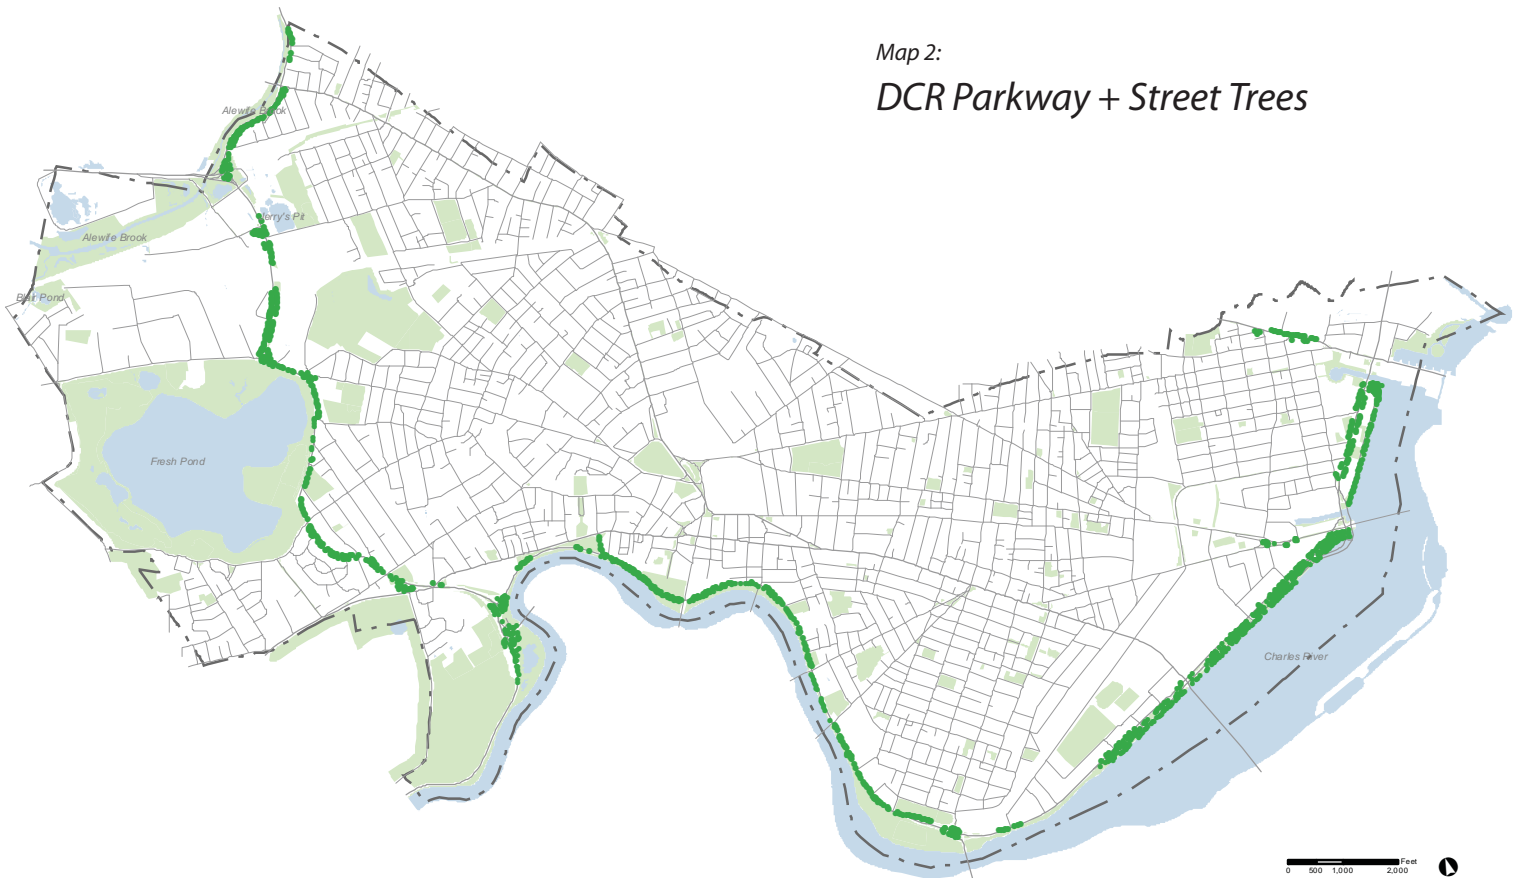 Map 2:
DCR Parkway + Street Trees
Alewife Brook
Jerry's Pit
Alewife Brook
Blair Pond
Fresh Pond
Charles River
Feet
0 500 1,000 2,000